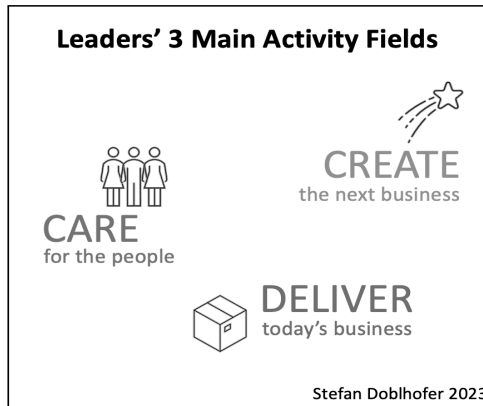 Leaders’ 3 Main Activity Fields
CREATE
the next business
CARE
for the people
DELIVER
today’s business
Stefan Doblhofer 2023